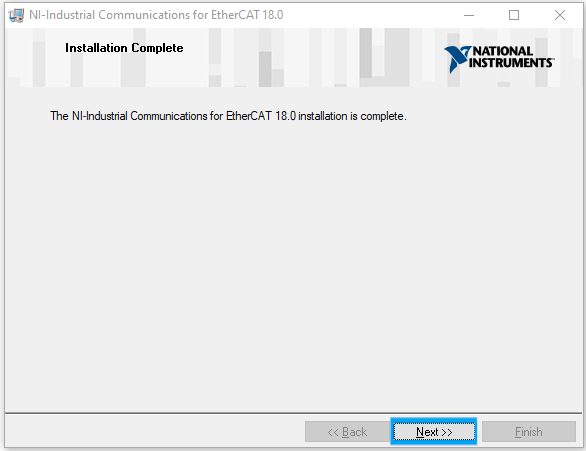 NI-Industrial Communications for EtherCAT 18.0
Installation Complete
NATIONAL
INSTRUMENTS™
The NI-Industrial Communications for EtherCAT 18.0 installation is complete.
<< Back
Next >>
Finish